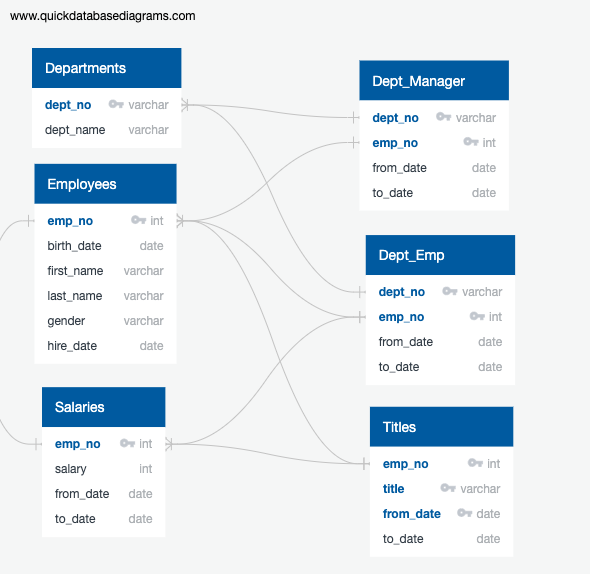 www.quickdatabasediagrams.com
Departments
dept_no varchar
dept_name varchar
Employees
emp_no int
birth_date date
first_name varchar
last_name varchar
gender varchar
hire_date date
Salaries
emp_no int
salary int
from_date date
to_date date
Dept_Manager
dept_no varchar
emp_no int
from_date date
to_date date
Dept_Emp
dept_no varchar
emp_no int
from_date date
to_date date
Titles
emp_no int
title varchar
from_date date
to_date date